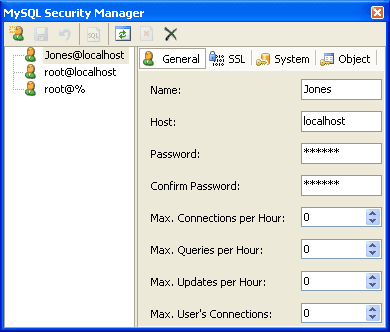 MySQL Security Manager
SQL
Jones@localhost
root@localhost
root@%
General SSL System Object
Name: Jones
Host: localhost
Password: ******
Confirm Password: ******
Max. Connections per Hour: 0
Max. Queries per Hour: 0
Max. Updates per Hour: 0
Max. User's Connections: 0